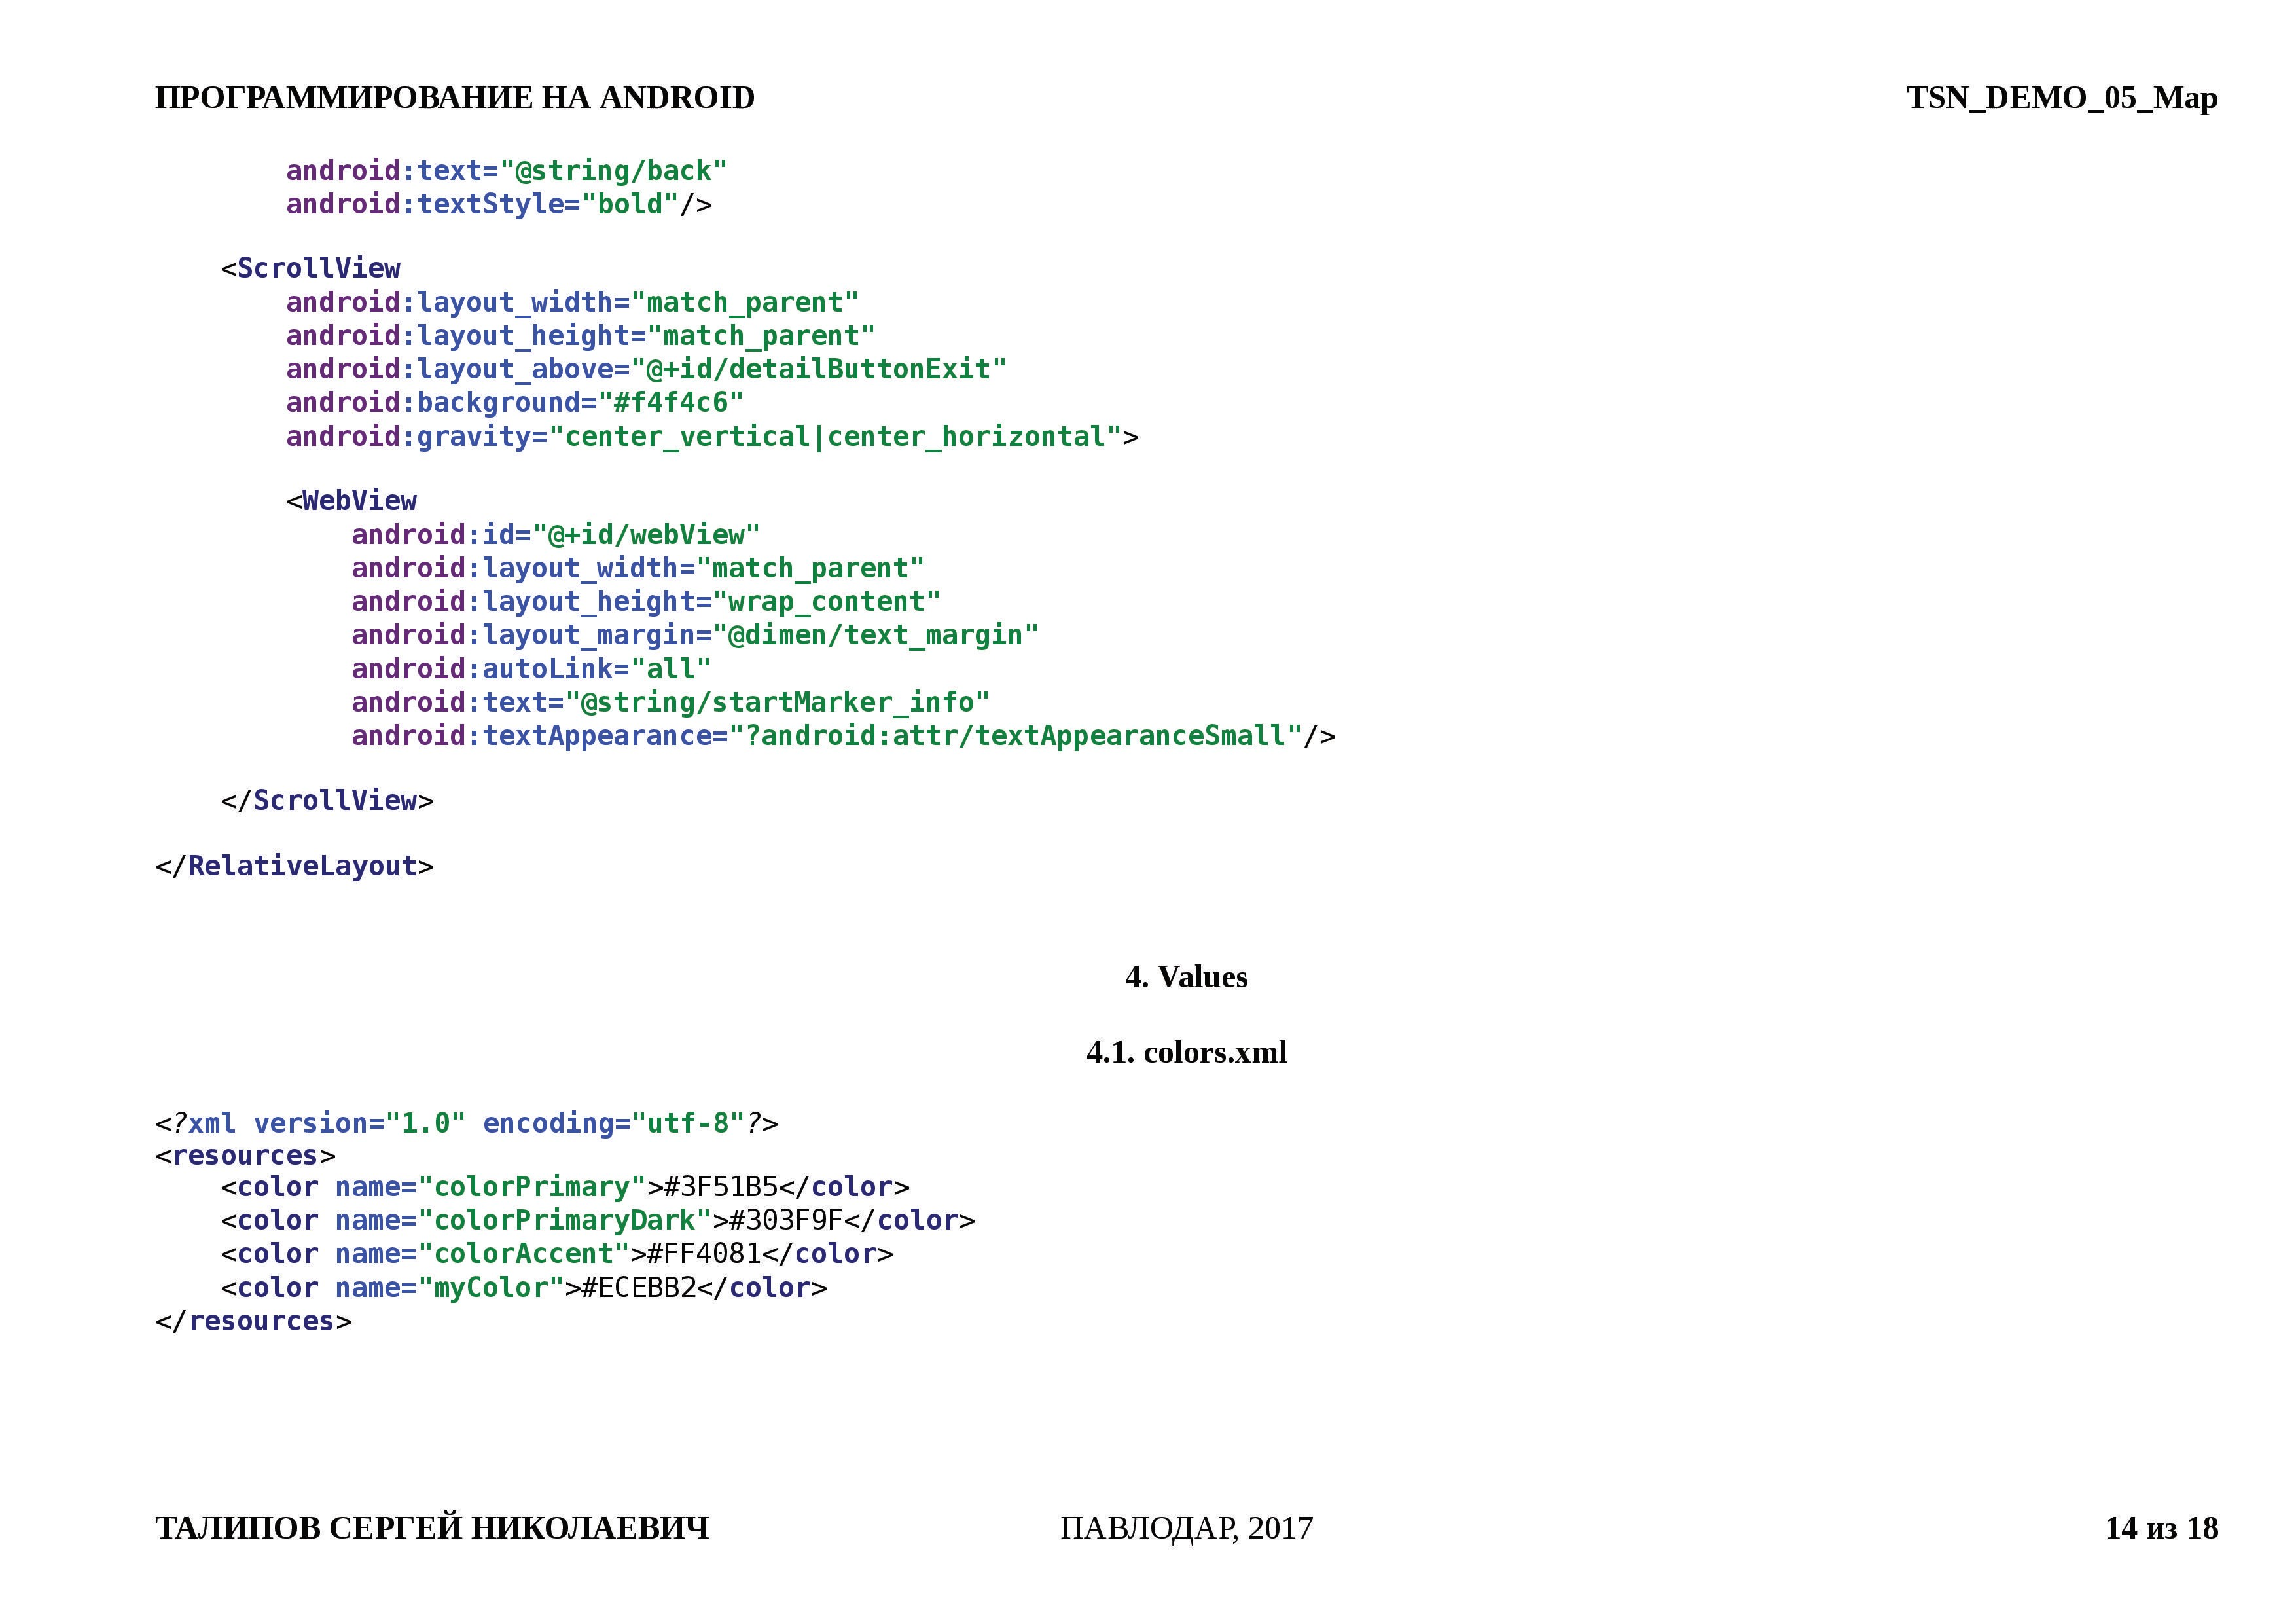 ПРОГРАММИРОВАНИЕ НА ANDROID TSN_DEMO_05_Map
android:text="@string/back"
android:textStyle="bold"/>
<ScrollView
android:layout_width="match_parent"
android:layout_height="match_parent"
android:layout_above="@+id/detailButtonExit"
android:background="#f4f4c6"
android:gravity="center_vertical|center_horizontal">
<WebView
android:id="@+id/webView"
android:layout_width="match_parent"
android:layout_height="wrap_content"
android:layout_margin="@dimen/text_margin"
android:autoLink="all"
android:text="@string/startMarker_info"
android:textAppearance="?android:attr/textAppearanceSmall"/>
</ScrollView>
</RelativeLayout>
4. Values
4.1. colors.xml
<?xml version="1.0" encoding="utf-8"?>
<resources>
<color name="colorPrimary">#3F51B5</color>
<color name="colorPrimaryDark">#303F9F</color>
<color name="colorAccent">#FF4081</color>
<color name="myColor">#ECEBB2</color>
</resources>
ТАЛИПОВ СЕРГЕЙ НИКОЛАЕВИЧ ПАВЛОДАР, 2017 14 из 18